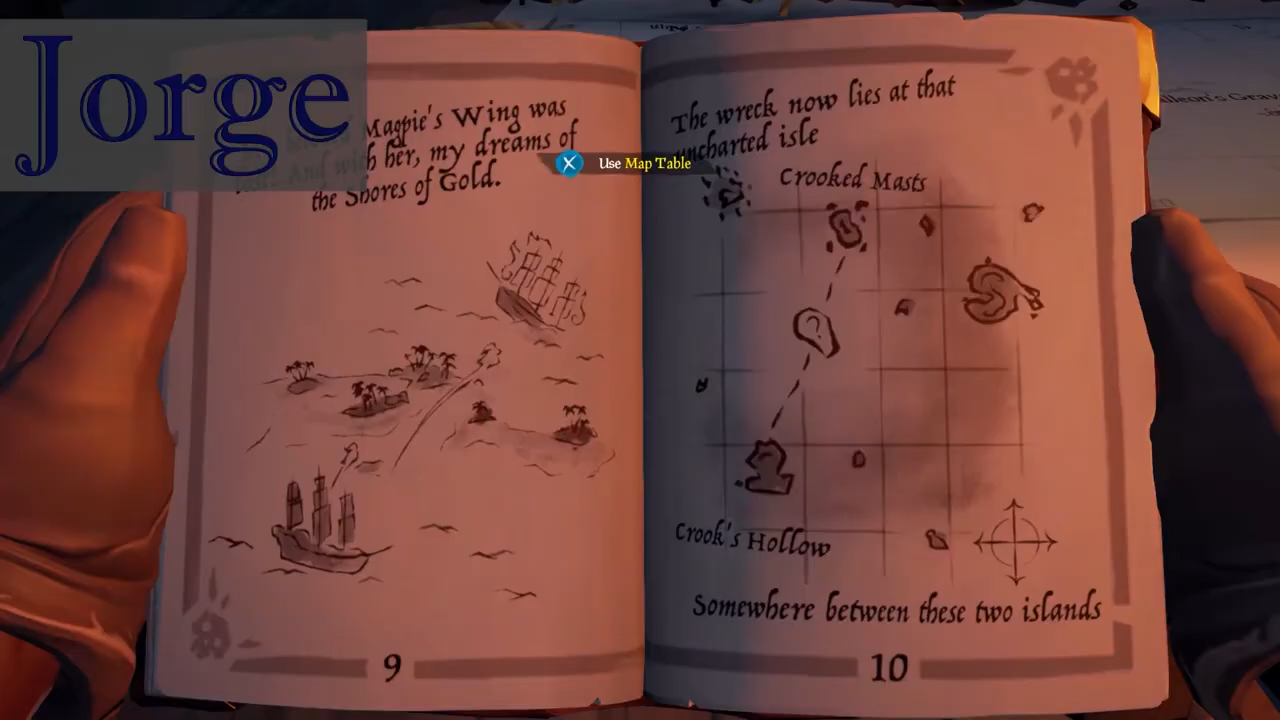 Jorge
Magpie's Wing was
her, my dreams of
the Shores of Gold.
Use Map Table
The wreck now lies at that
uncharted isle
Crooked Masts
Crook's Hollow
Somewhere between these two islands
9
10